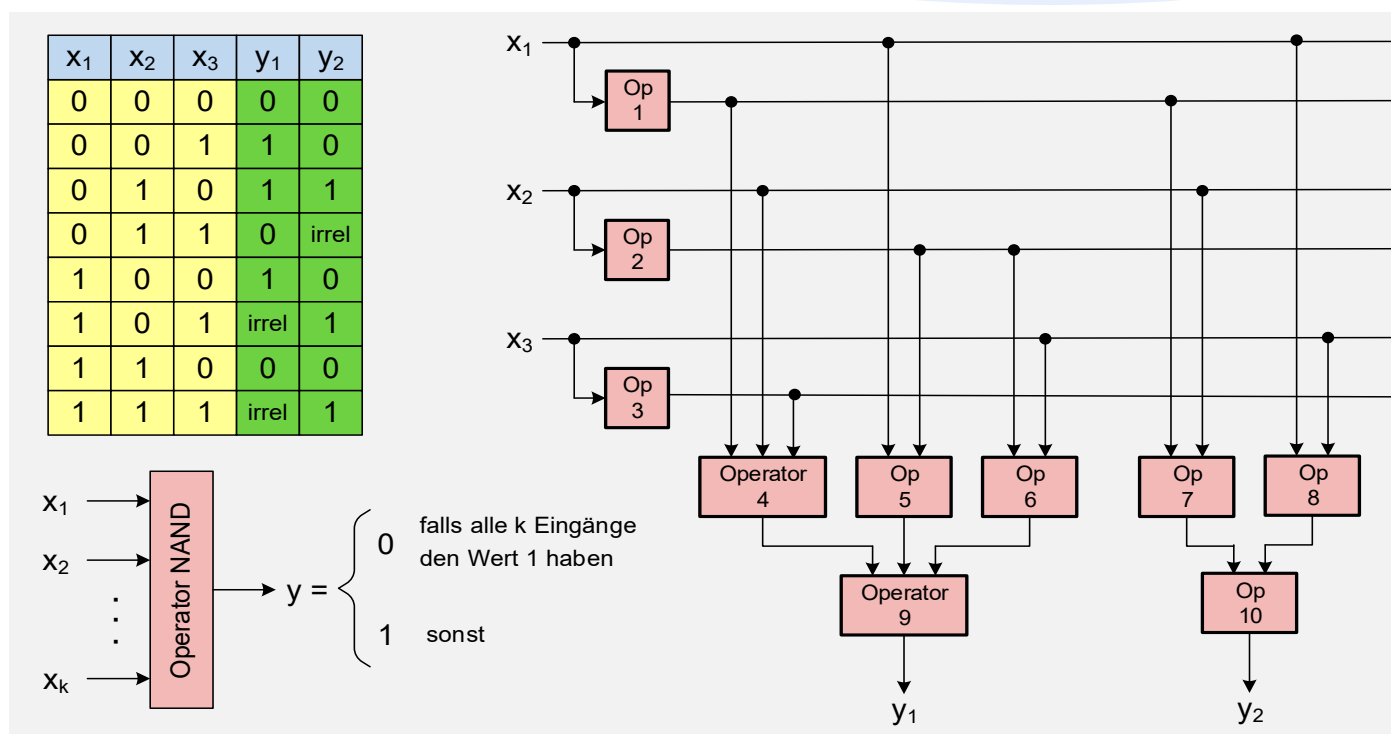 x₁ x₂ x₃ y₁ y₂
0 0 0 0 0
0 0 1 1 0
0 1 0 1 1
0 1 1 0 irrel
1 0 0 1 0
1 0 1 irrel 1
1 1 0 0 0
1 1 1 irrel 1
x₁
x₂
.
.
.
xₖ
Operator NAND
y =
0
falls alle k Eingänge
den Wert 1 haben
1 sonst
x₁
Op
1
x₂
Op
2
x₃
Op
3
Operator
4
Op
5
Op
6
Op
7
Op
8
Operator
9
Op
10
y₁
y₂